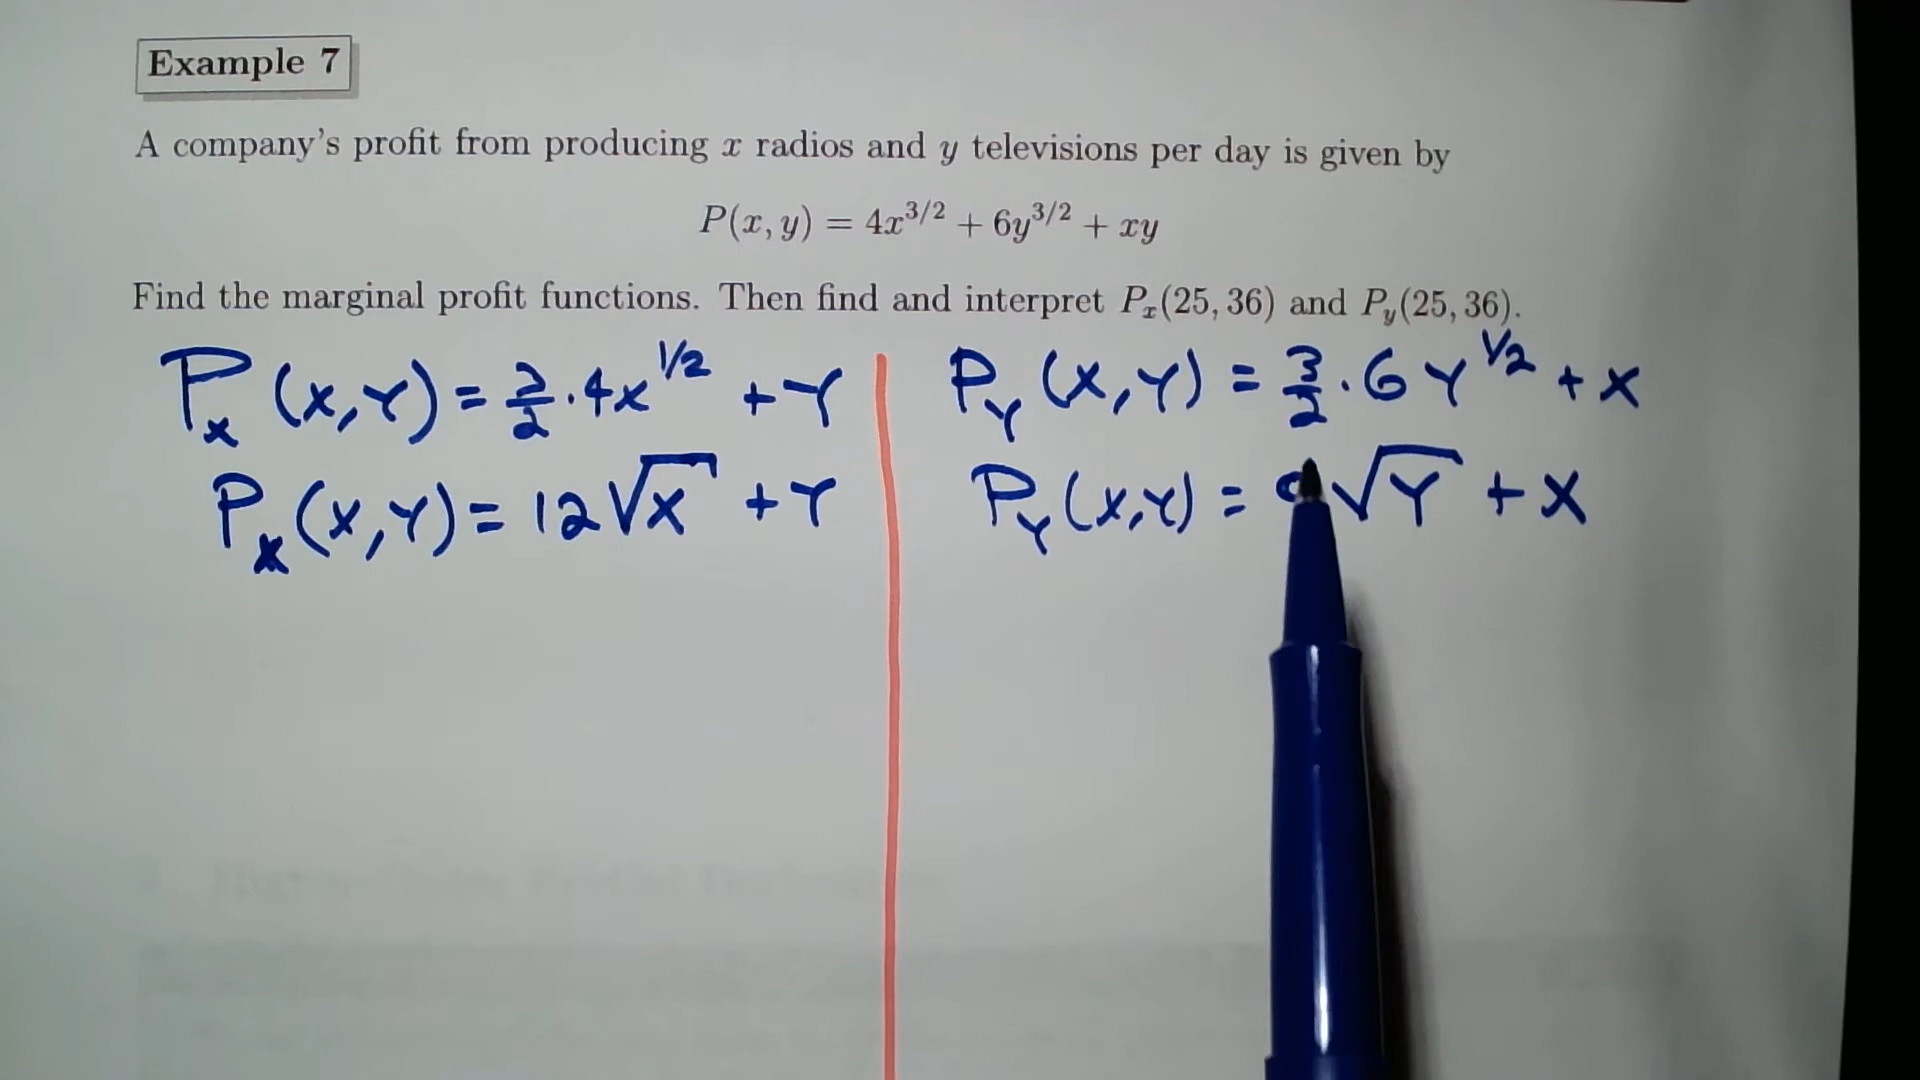 Example 7
A company's profit from producing x radios and y televisions per day is given by
P(x, y) = 4x^{3/2} + 6y^{3/2} + xy
Find the marginal profit functions. Then find and interpret P_x(25, 36) and P_y(25, 36).
P_x (x,y) = 3/2 · 4x^{1/2} + y
P_x (x,y) = 12√x + y
P_y (x,y) = 3/2 · 6y^{1/2} + x
P_y (x,y) = √y + x